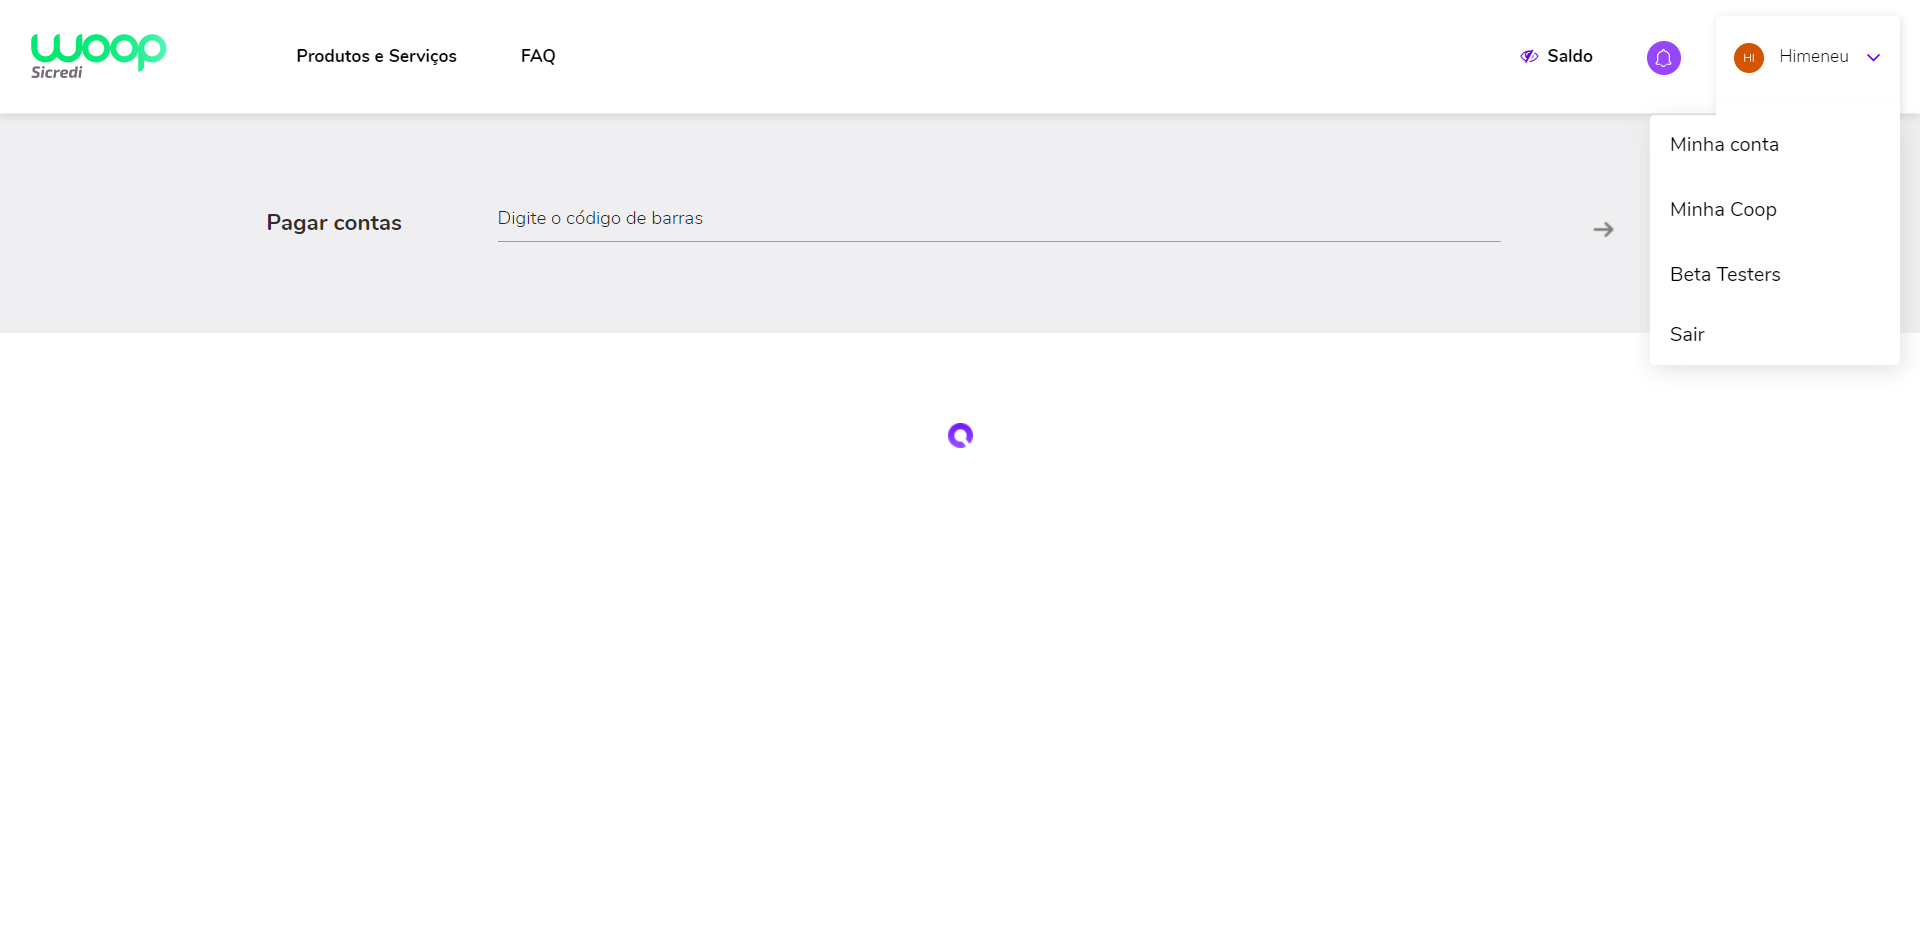 woop
Sicredi
Produtos e Serviços
FAQ
Saldo
HI
Himeneu
Minha conta
Minha Coop
Beta Testers
Sair
Pagar contas
Digite o código de barras